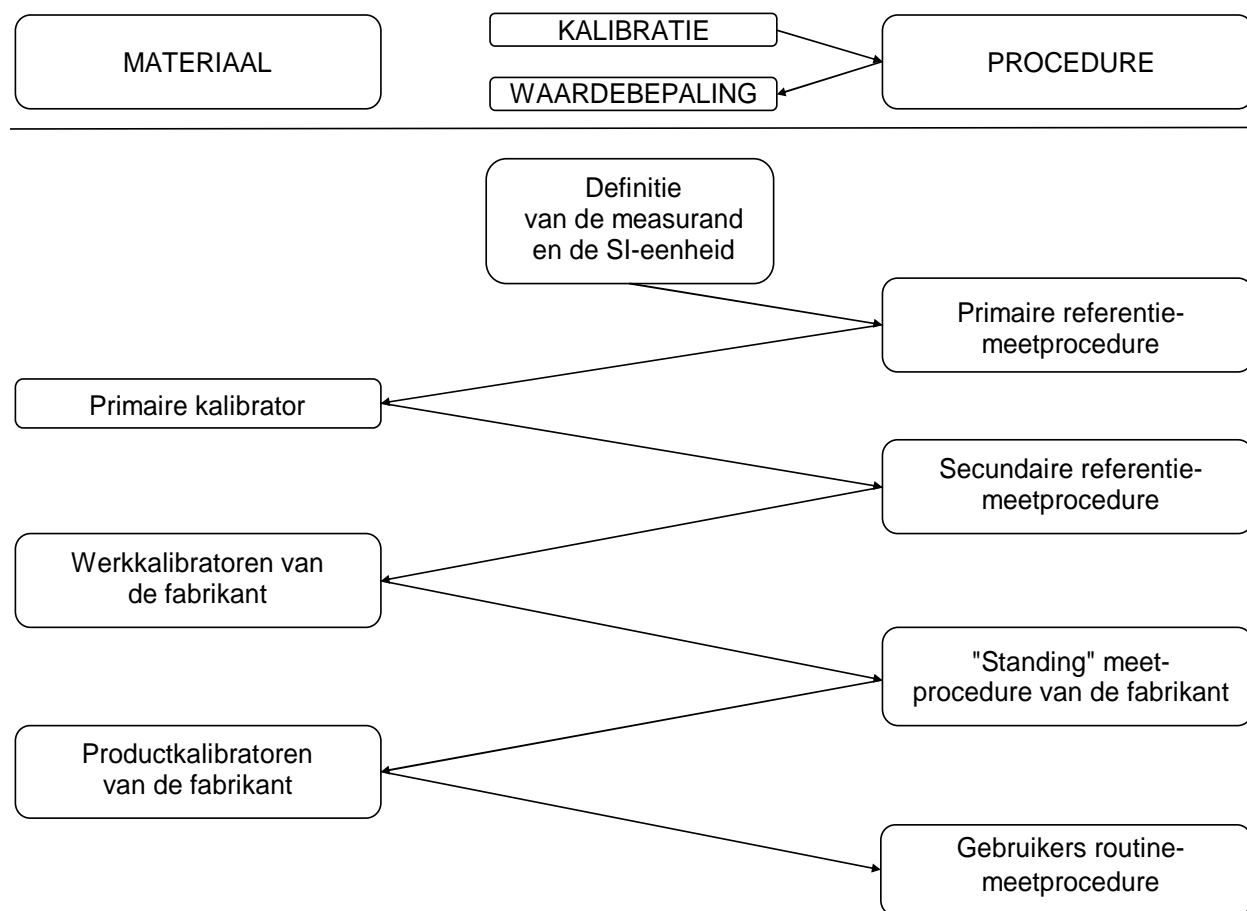 MATERIAAL
KALIBRATIE
WAARDEBEPALING
PROCEDURE
Definitie
van de measurand
en de SI-eenheid
Primaire referentie-
meetprocedure
Primaire kalibrator
Secundaire referentie-
meetprocedure
Werkkalibratoren van
de fabrikant
"Standing" meet-
procedure van de fabrikant
Productkalibratoren
van de fabrikant
Gebruikers routine-
meetprocedure